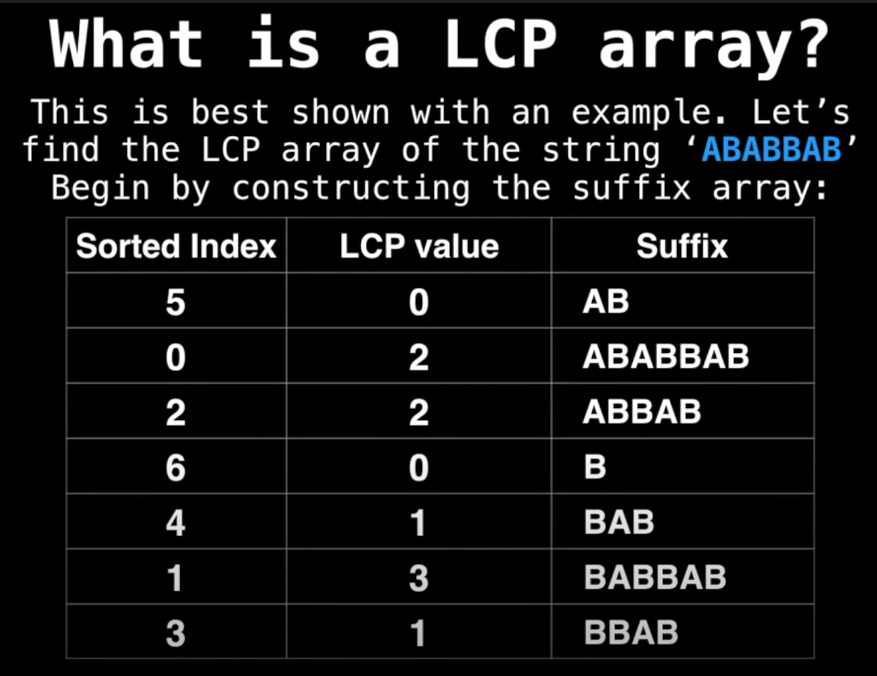 What is a LCP array?
This is best shown with an example. Let’s
find the LCP array of the string ‘ABABBAB’
Begin by constructing the suffix array:
Sorted Index LCP value Suffix
5 0 AB
0 2 ABABBAB
2 2 ABBAB
6 0 B
4 1 BAB
1 3 BABBAB
3 1 BBAB